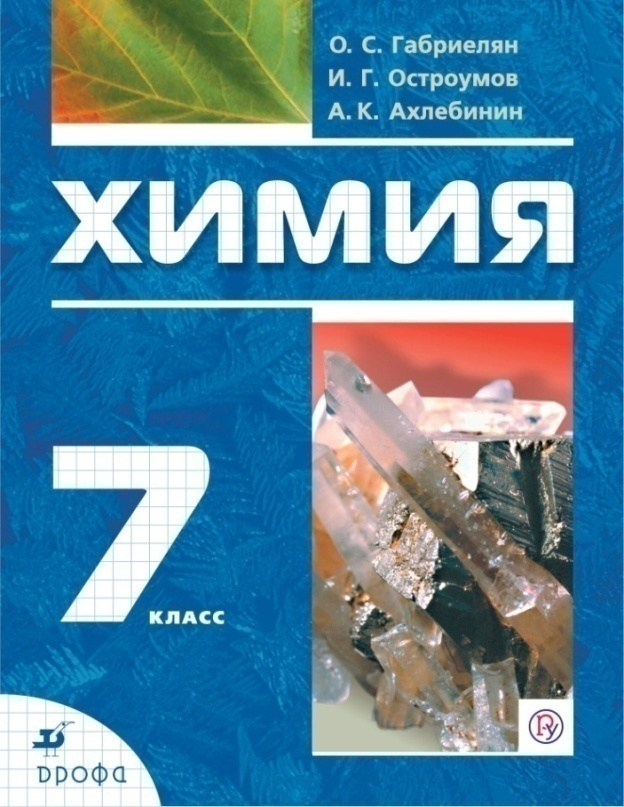 О. С. Габриелян
И. Г. Остроумов
А. К. Ахлебинин
ХИМИЯ
7
КЛАСС
ДРОФА